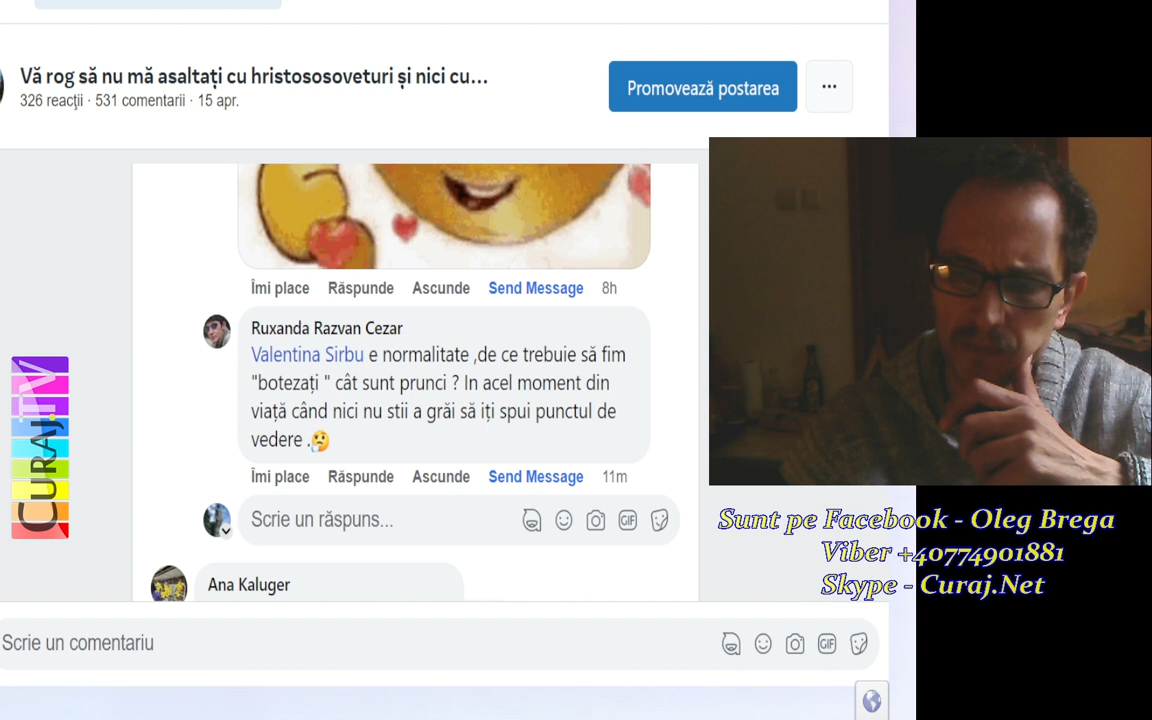 Vă rog să nu mă asaltați cu hristososoveturi și nici cu...
326 reacții · 531 comentarii · 15 apr.
Promovează postarea
Îmi place Răspunde Ascunde Send Message 8h
Ruxanda Razvan Cezar
Valentina Sirbu e normalitate ,de ce trebuie să fim
"botezați " cât sunt prunci ? In acel moment din
viață când nici nu stii a grăi să iți spui punctul de
vedere .🤔
Îmi place Răspunde Ascunde Send Message 11m
Scrie un răspuns...
GIF
Ana Kaluger
Scrie un comentariu
GIF
CURAJ.TV
Sunt pe Facebook - Oleg Brega
Viber +40774901881
Skype - Curaj.Net